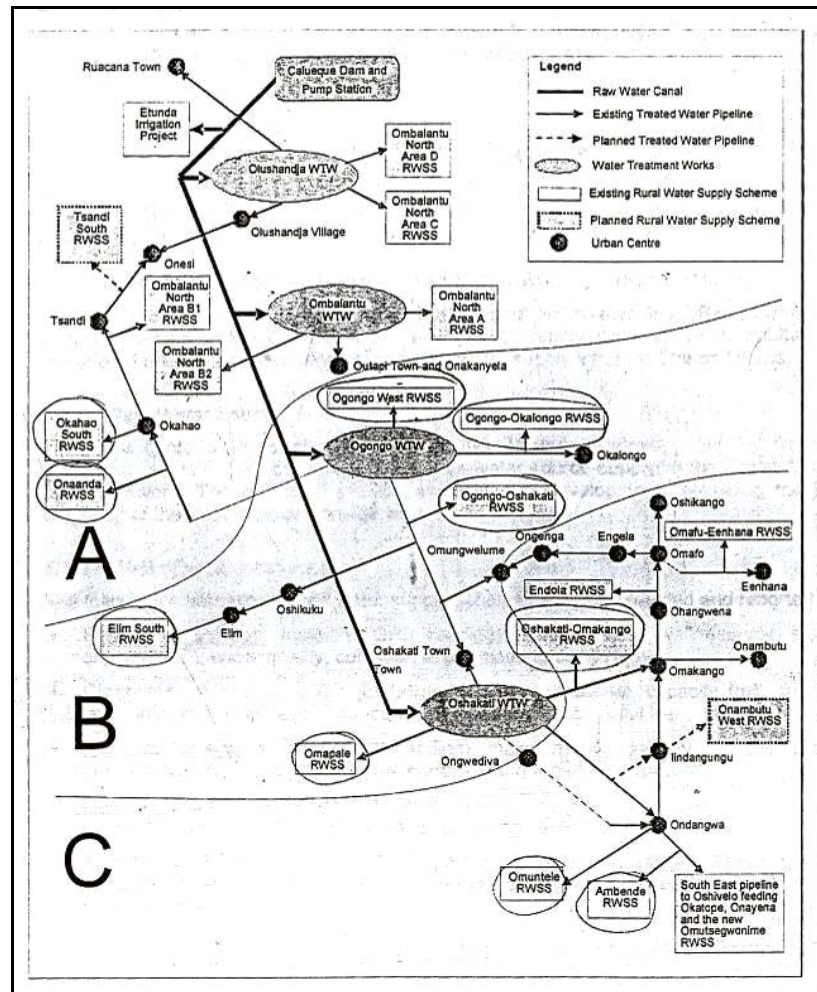 Ruacana Town
Calueque Dam and
Pump Station
Etunda
Irrigation
Project
Olushandja WTW
Ombalantu
North
Area D
RWSS
Ombalantu
North
Area C
RWSS
Olushandja Village
Tsandi
South
RWSS
Onesi
Tsandi
Ombalantu
North
Area B1
RWSS
Ombalantu
WTW
Ombalantu
North
Area A
RWSS
Ombalantu
North
Area B2
RWSS
Outapi Town and Onakanyela
Legend
Raw Water Canal
Existing Treated Water Pipeline
Planned Treated Water Pipeline
Water Treatment Works
Existing Rural Water Supply Scheme
Planned Rural Water Supply Scheme
Urban Centre
Ogongo West RWSS
Ogongo-Okalongo RWSS
Okahao
South
RWSS
Okahao
Ogongo WTW
Okalongo
Onaanda
RWSS
A
Ogongo-Oshakati
RWSS
Oshikango
Omafu-Eenhana RWSS
Omungwelume
Ongenga
Engela
Omafo
Eenhana
Endola RWSS
Ohangwena
Oshikuku
Elim
Elim South
RWSS
Oshakati-Omakango
RWSS
Onambutu
Oshakati Town
Town
Omakango
B
Oshakati WTW
Onambutu
West RWSS
Omapale
RWSS
Ongwediva
Iindangungu
C
Ondangwa
Omuntele
RWSS
Ambende
RWSS
South East pipeline
to Oshivelo feeding
Okatope, Onayena
and the new
Omutsegwonime
RWSS